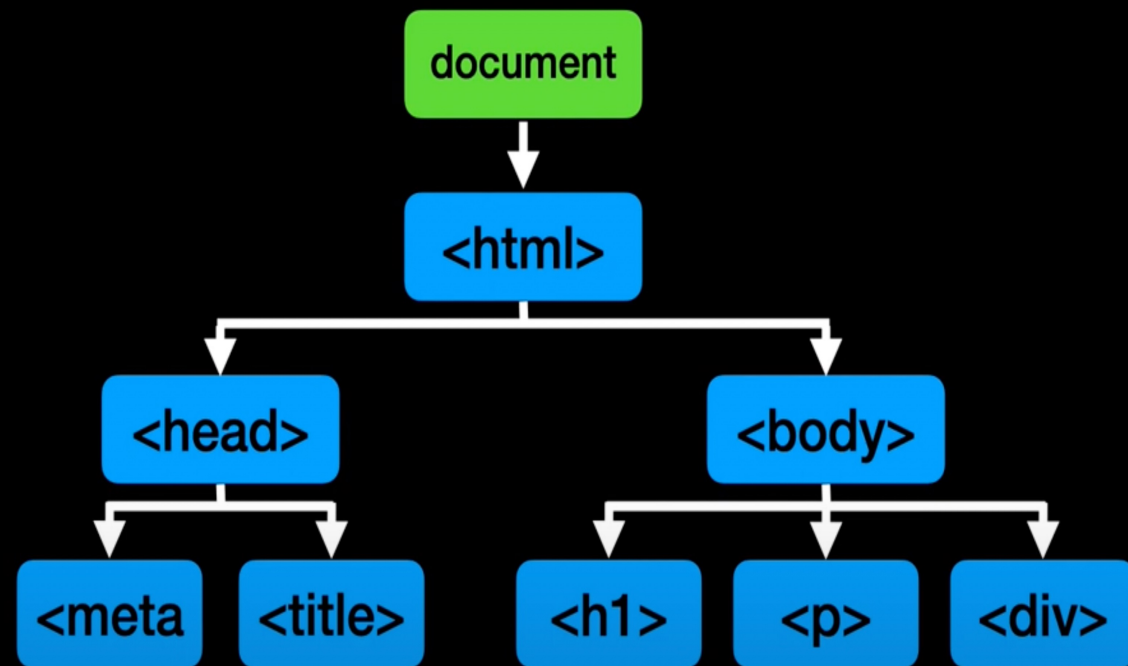 document
<html>
<head>
<body>
<meta
<title>
<h1>
<p>
<div>